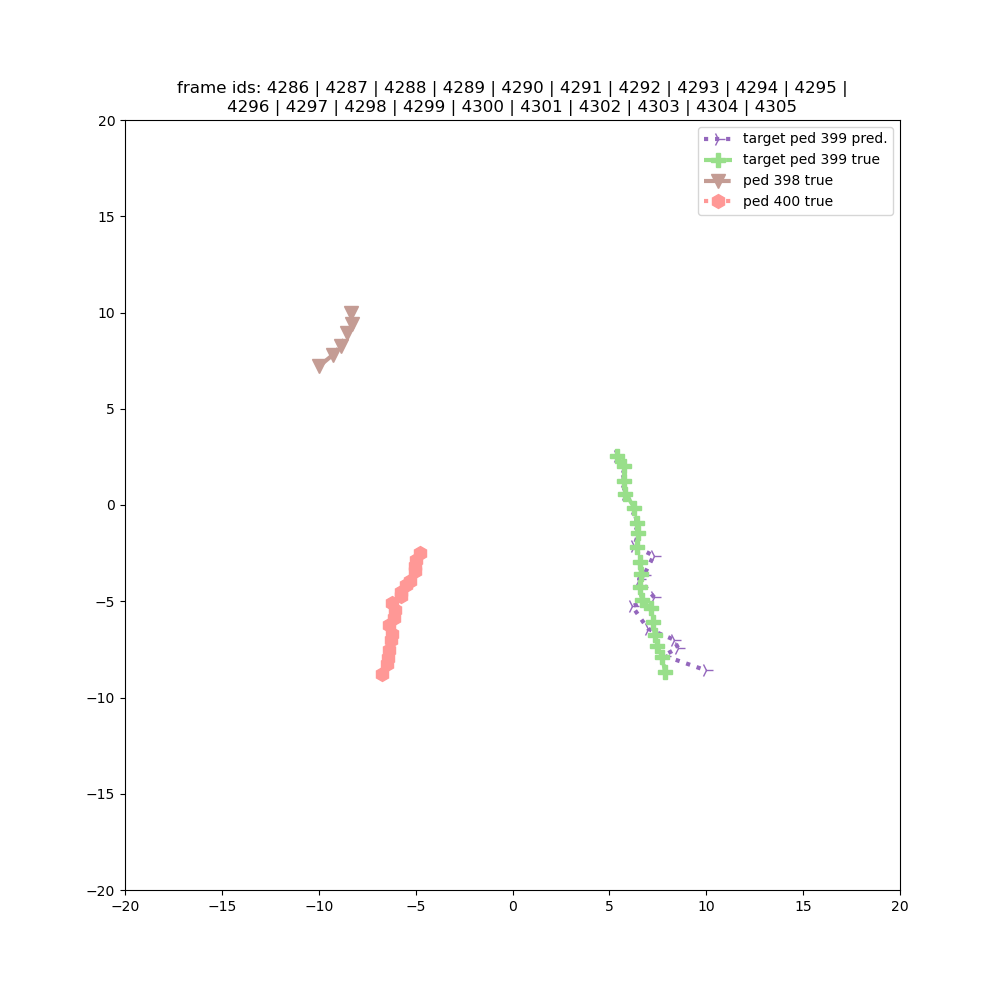 frame ids: 4286 | 4287 | 4288 | 4289 | 4290 | 4291 | 4292 | 4293 | 4294 | 4295 |
4296 | 4297 | 4298 | 4299 | 4300 | 4301 | 4302 | 4303 | 4304 | 4305
target ped 399 pred.
target ped 399 true
ped 398 true
ped 400 true
20
15
10
5
0
−5
−10
−15
−20
−20 −15 −10 −5 0 5 10 15 20